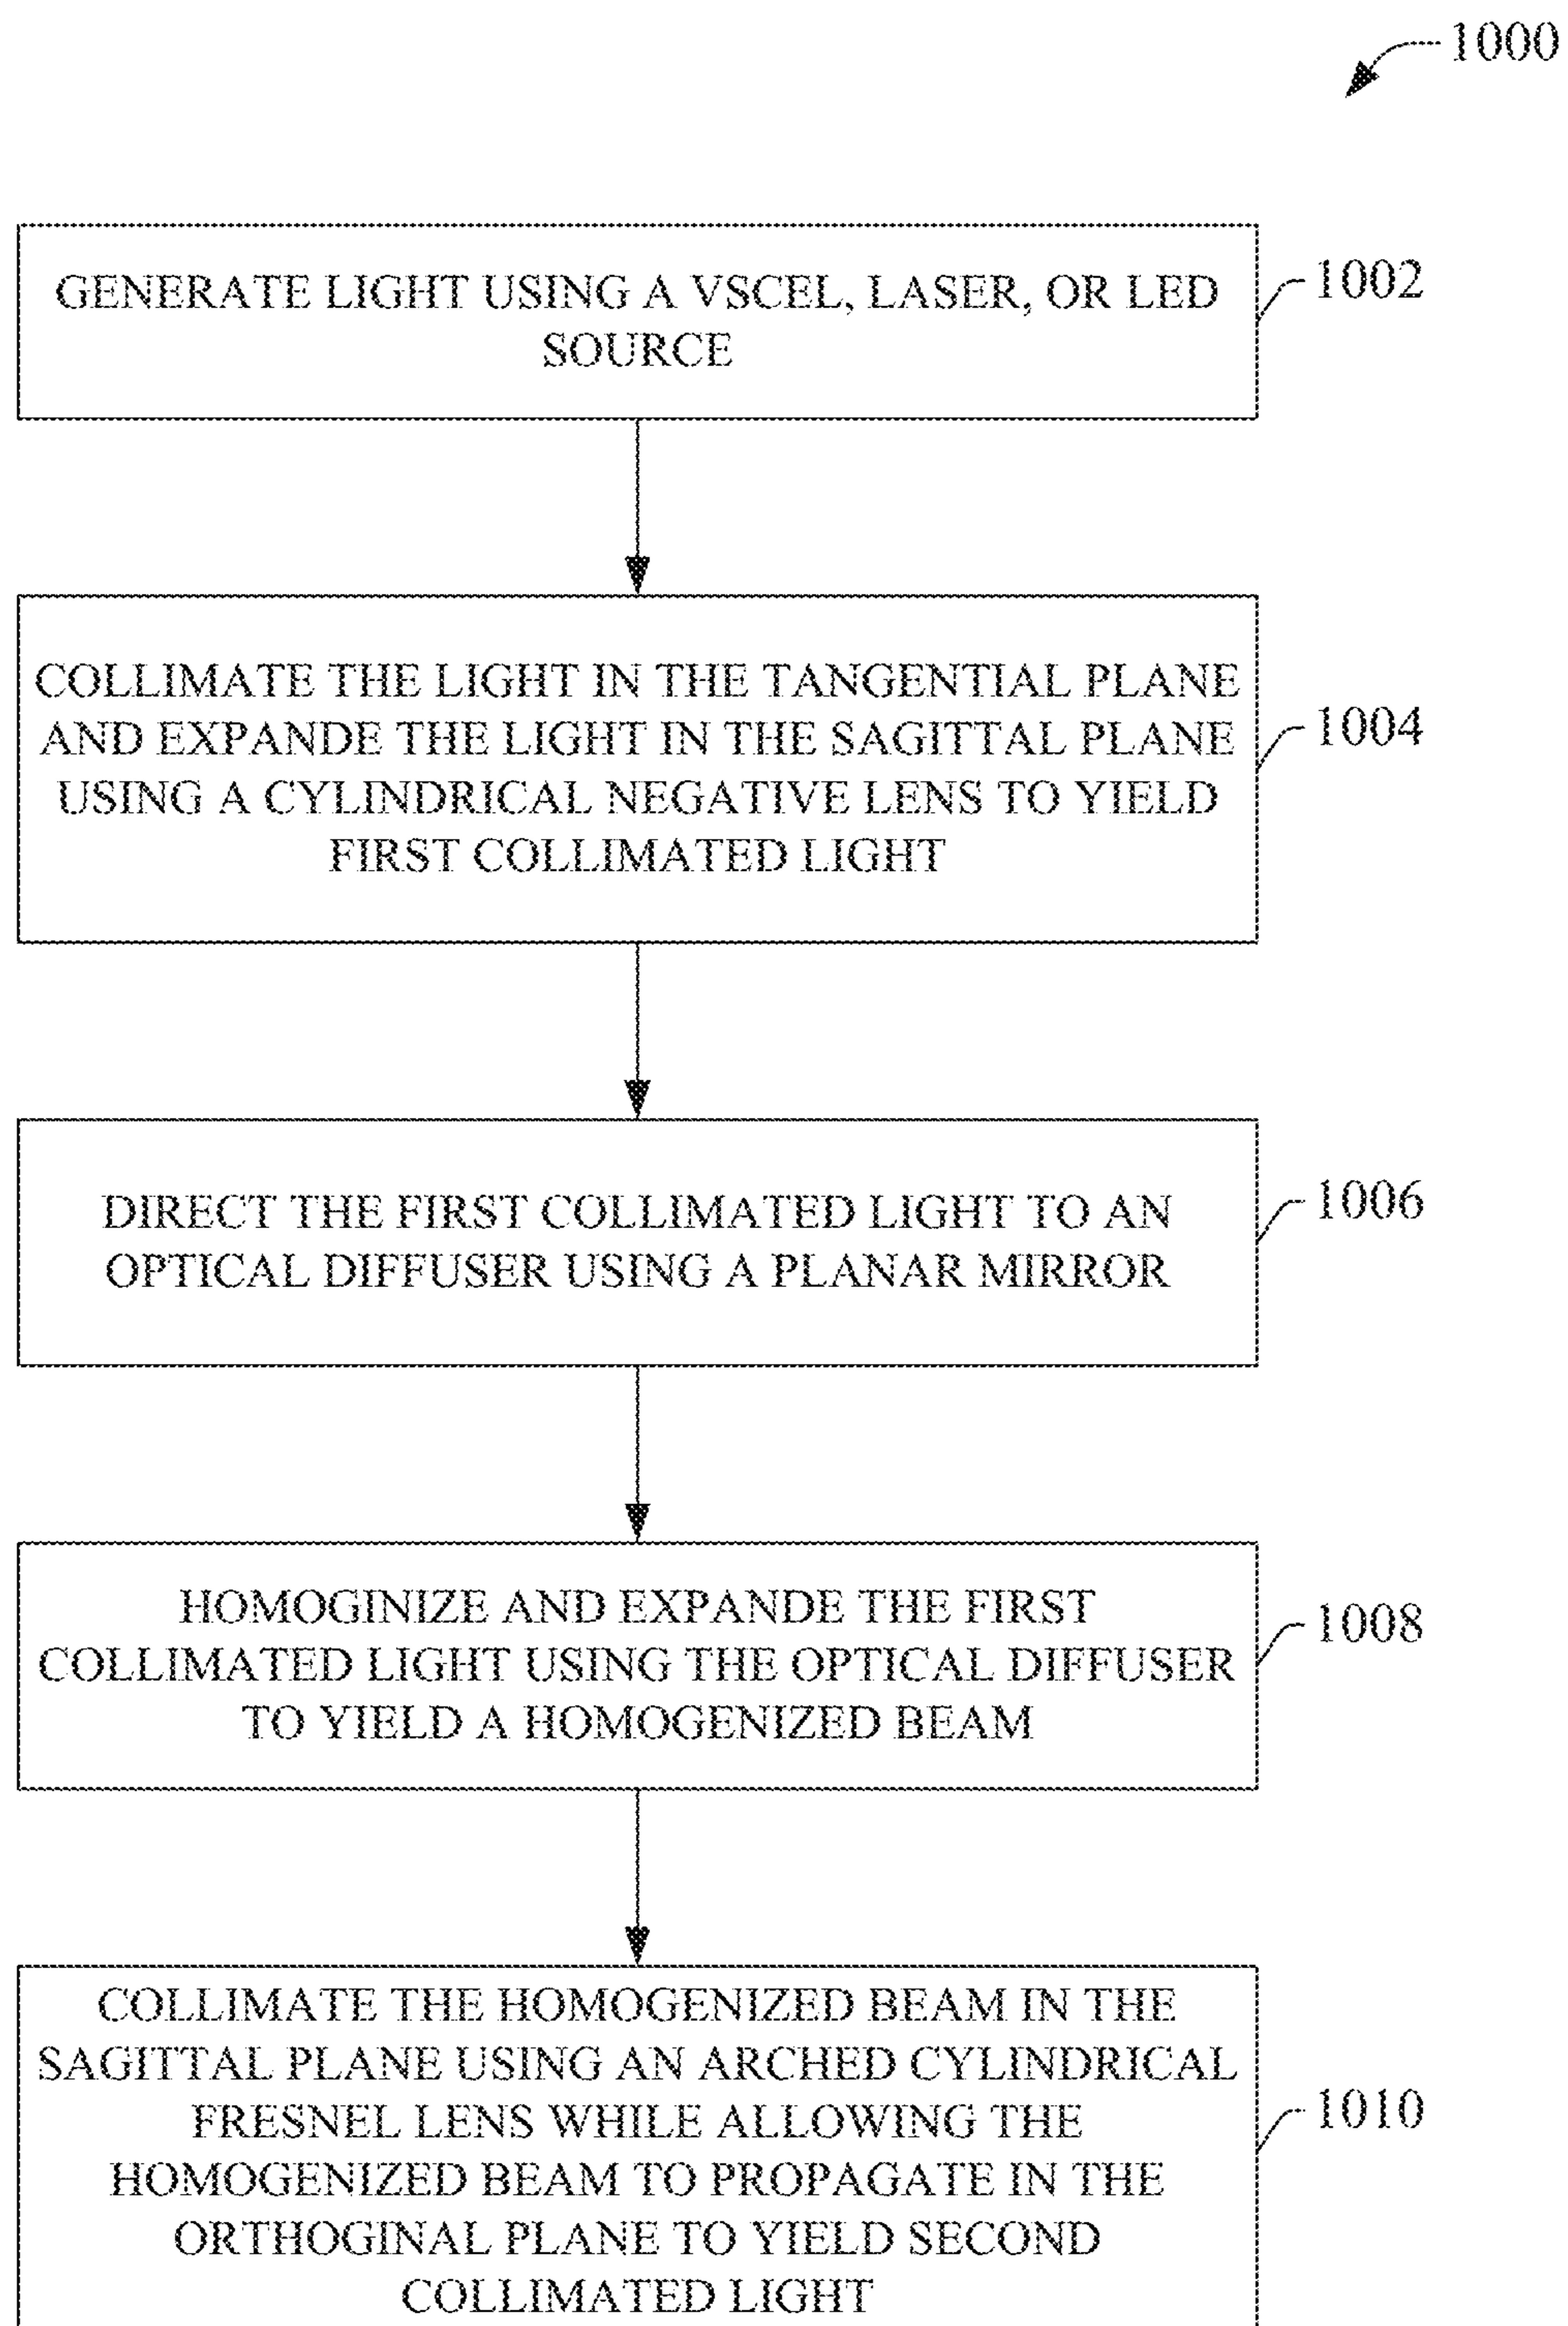 1000
GENERATE LIGHT USING A VSCEL, LASER, OR LED
SOURCE
1002
COLLIMATE THE LIGHT IN THE TANGENTIAL PLANE
AND EXPANDE THE LIGHT IN THE SAGITTAL PLANE
USING A CYLINDRICAL NEGATIVE LENS TO YIELD
FIRST COLLIMATED LIGHT
1004
DIRECT THE FIRST COLLIMATED LIGHT TO AN
OPTICAL DIFFUSER USING A PLANAR MIRROR
1006
HOMOGINIZE AND EXPANDE THE FIRST
COLLIMATED LIGHT USING THE OPTICAL DIFFUSER
TO YIELD A HOMOGENIZED BEAM
1008
COLLIMATE THE HOMOGENIZED BEAM IN THE
SAGITTAL PLANE USING AN ARCHED CYLINDRICAL
FRESNEL LENS WHILE ALLOWING THE
HOMOGENIZED BEAM TO PROPAGATE IN THE
ORTHOGINAL PLANE TO YIELD SECOND
COLLIMATED LIGHT
1010